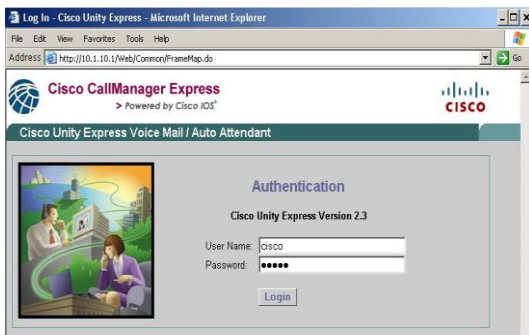 Log In - Cisco Unity Express - Microsoft Internet Explorer
File Edit View Favorites Tools Help
Address http://10.1.10.1/Web/Common/FrameMap.do Go
Cisco CallManager Express
> Powered by Cisco IOS®
CISCO
Cisco Unity Express Voice Mail / Auto Attendant
Authentication
Cisco Unity Express Version 2.3
User Name: cisco
Password: •••••
Login